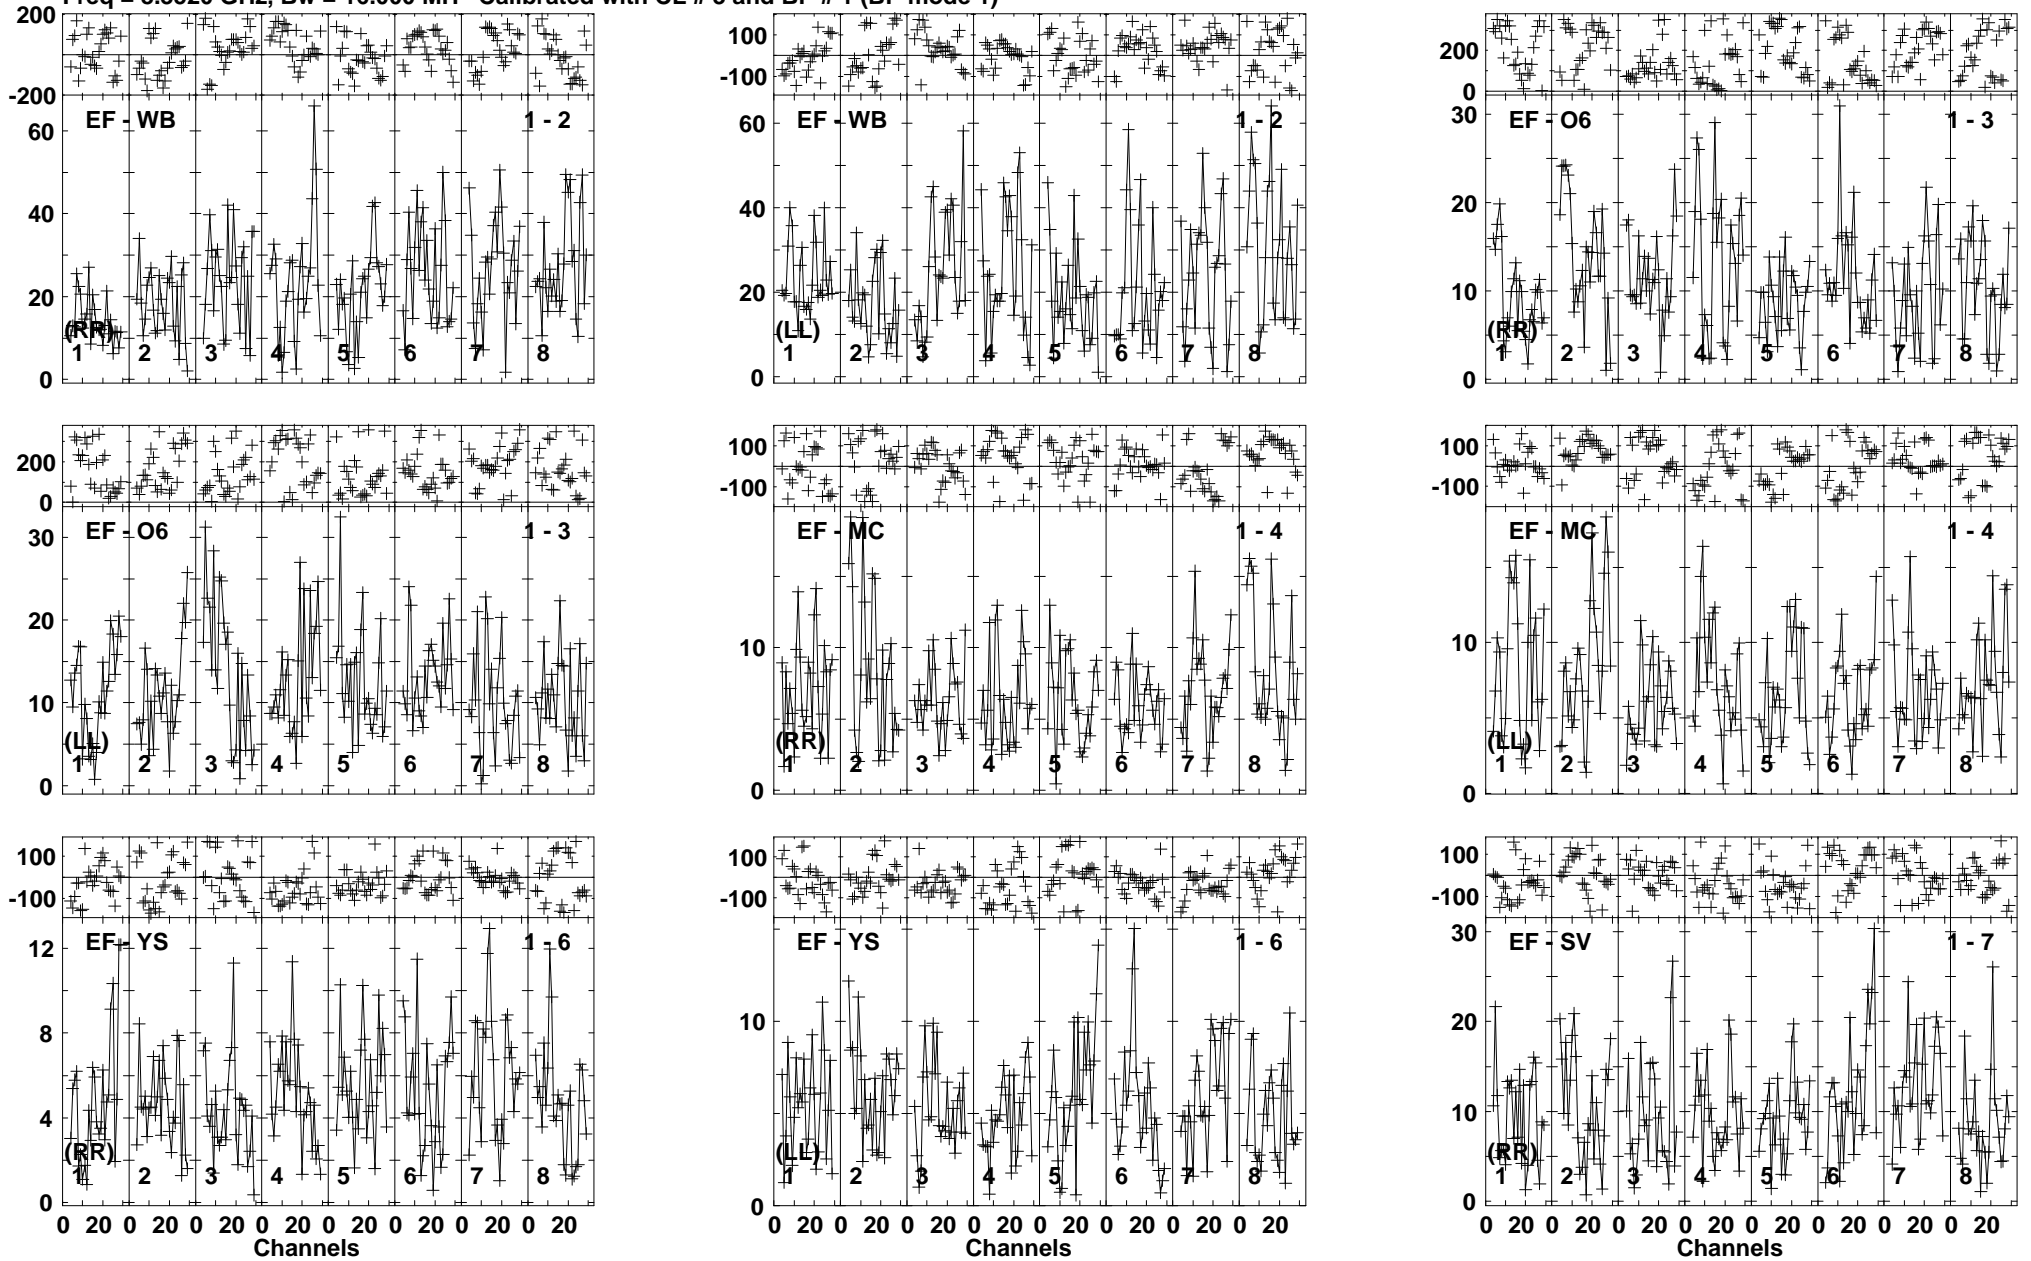 200 0 -200 60 40 20 0 EF - WB 1 - 2 (RR) 1 2 3 4 5 6 7 8
100 -100 60 40 20 0 EF - WB 1 - 2 (LL) 1 2 3 4 5 6 7 8
200 0 30 20 10 0 EF - O6 1 - 3 (RR) 1 2 3 4 5 6 7 8
200 0 30 20 10 0 EF - O6 1 - 3 (LL) 1 2 3 4 5 6 7 8
100 -100 10 0 EF - MC 1 - 4 (RR) 1 2 3 4 5 6 7 8
100 -100 10 0 EF - MC 1 - 4 (LL) 1 2 3 4 5 6 7 8
100 -100 12 8 4 0 EF - YS 1 - 6 (RR) 1 2 3 4 5 6 7 8
100 -100 10 0 EF - YS 1 - 6 (LL) 1 2 3 4 5 6 7 8
100 -100 30 20 10 0 EF - SV 1 - 7 (RR) 1 2 3 4 5 6 7 8
0 20 0 20 0 20 0 20 0 20 0 20 0 20 0 20
0 20 0 20 0 20 0 20 0 20 0 20 0 20 0 20
0 20 0 20 0 20 0 20 0 20 0 20 0 20 0 20
Channels
Channels
Channels